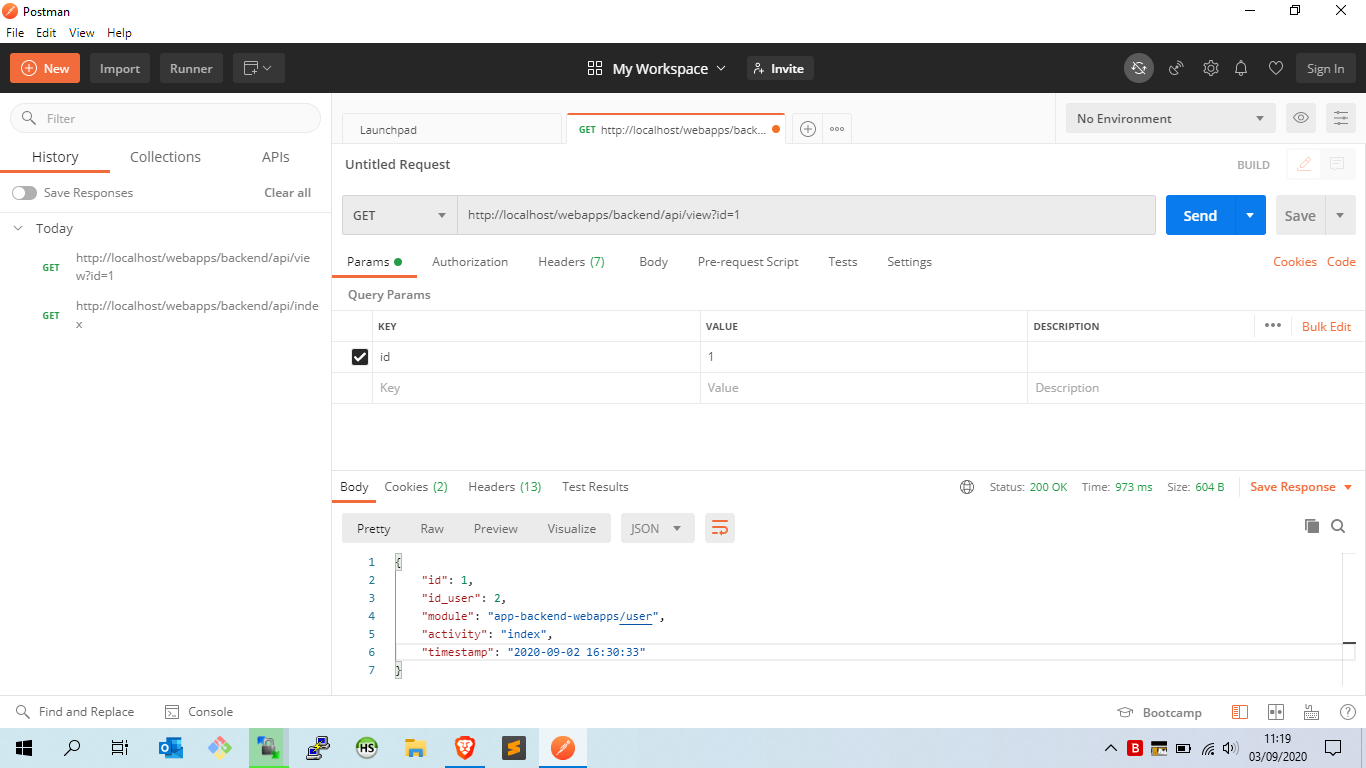 Postman
File Edit View Help
New Import Runner My Workspace Invite Sign In
Filter
History Collections APIs
Save Responses Clear all
Today
GET http://localhost/webapps/backend/api/vie
w?id=1
GET http://localhost/webapps/backend/api/inde
x
Launchpad GET http://localhost/webapps/back... No Environment
Untitled Request BUILD
GET http://localhost/webapps/backend/api/view?id=1 Send Save
Params Authorization Headers (7) Body Pre-request Script Tests Settings Cookies Code
Query Params
KEY VALUE DESCRIPTION Bulk Edit
id 1
Key Value Description
Body Cookies (2) Headers (13) Test Results Status: 200 OK Time: 973 ms Size: 604 B Save Response
Pretty Raw Preview Visualize JSON
1 {
2 "id": 1,
3 "id_user": 2,
4 "module": "app-backend-webapps/user",
5 "activity": "index",
6 "timestamp": "2020-09-02 16:30:33"
7 }
Find and Replace Console Bootcamp
HS S B 11:19
03/09/2020